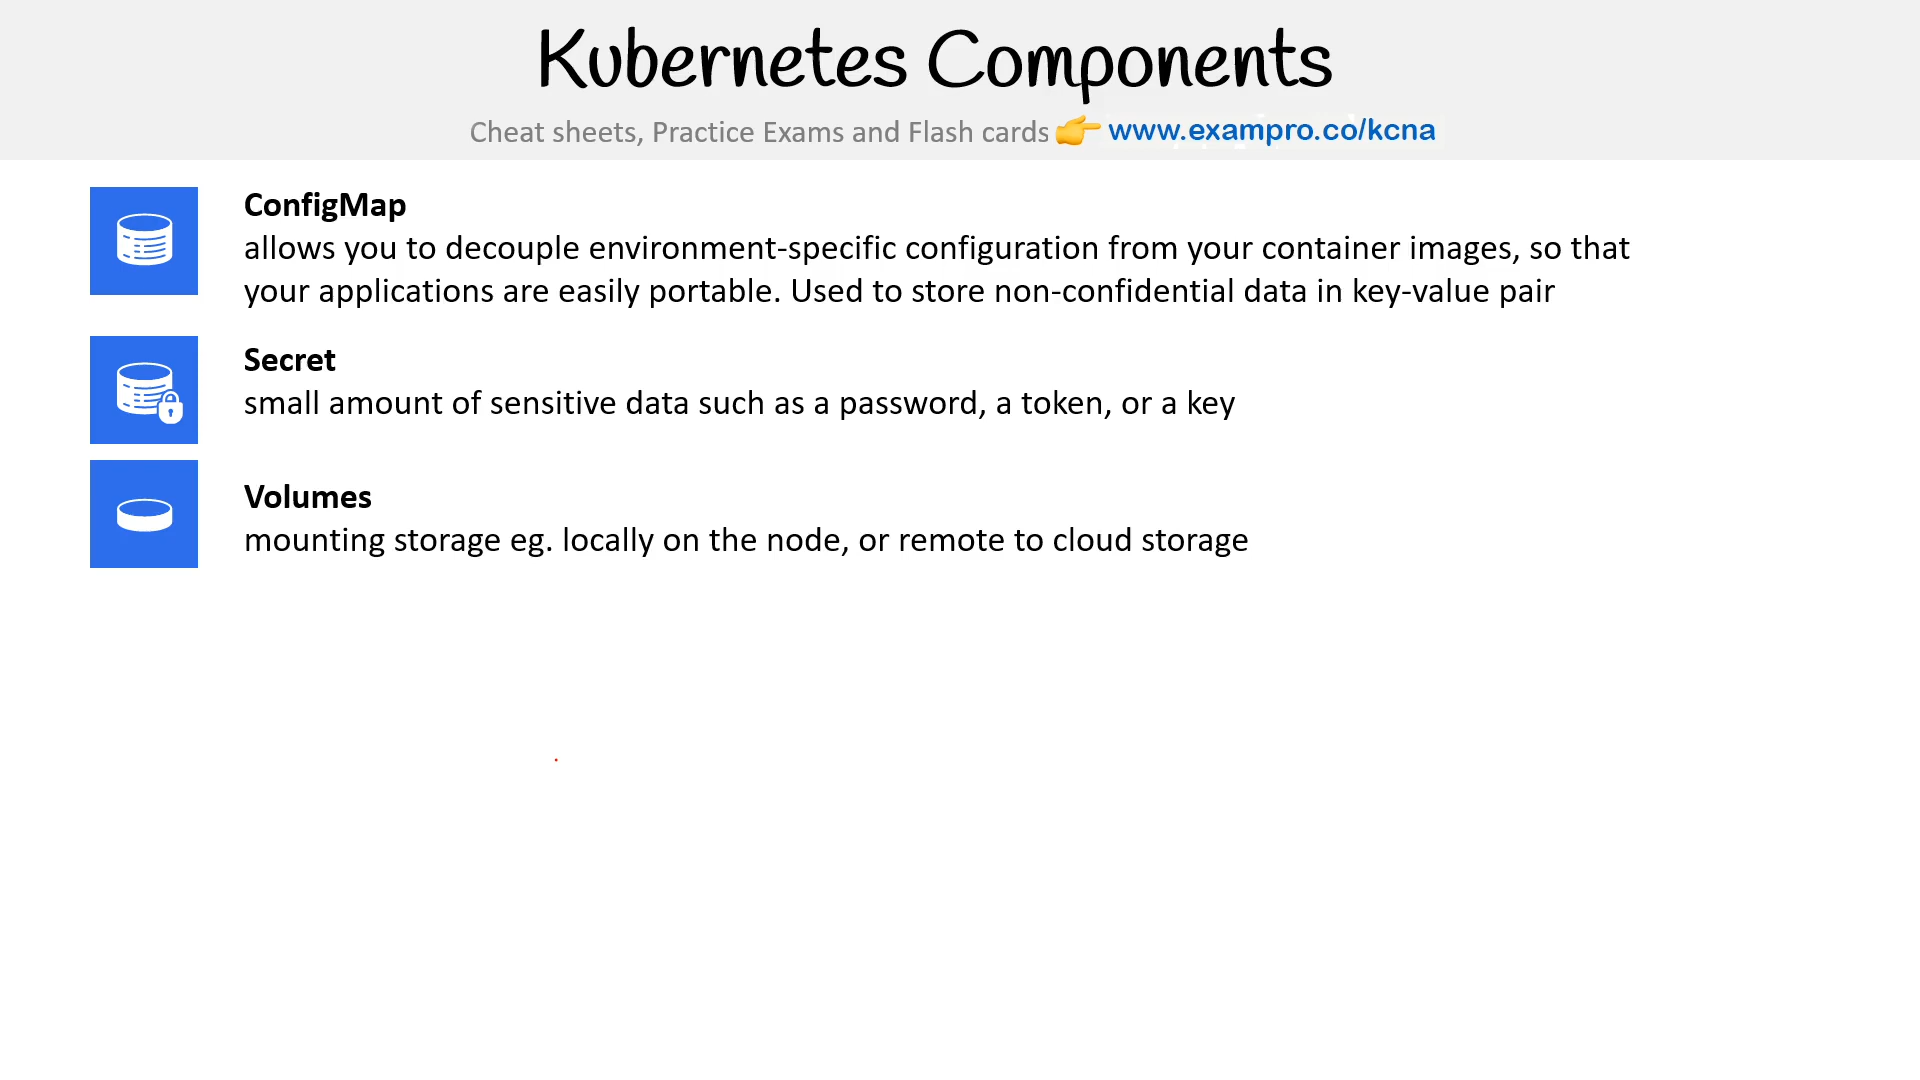 Kubernetes Components
Cheat sheets, Practice Exams and Flash cards 👉 www.exampro.co/kcna
ConfigMap
allows you to decouple environment-specific configuration from your container images, so that
your applications are easily portable. Used to store non-confidential data in key-value pair
Secret
small amount of sensitive data such as a password, a token, or a key
Volumes
mounting storage eg. locally on the node, or remote to cloud storage